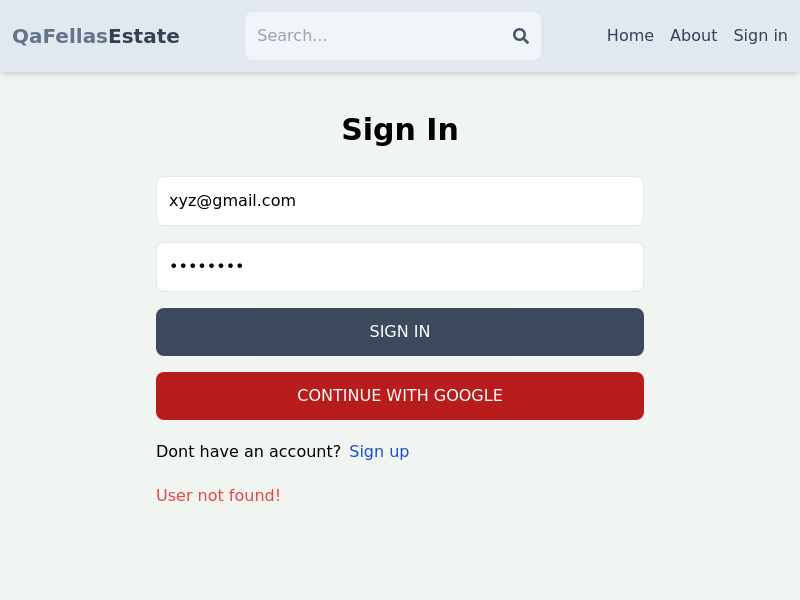 QaFellasEstate Search... Home About Sign in
Sign In
xyz@gmail.com
••••••••
SIGN IN
CONTINUE WITH GOOGLE
Dont have an account? Sign up
User not found!